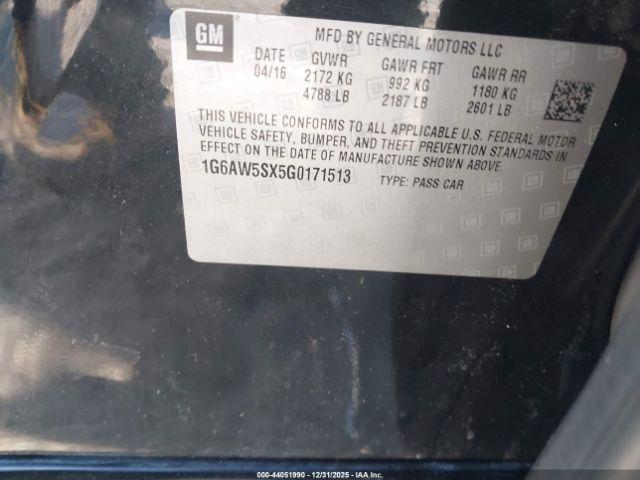 GM
MFD BY GENERAL MOTORS LLC
DATE GVWR GAWR FRT GAWR RR
04/16 2172 KG 992 KG 1180 KG
4788 LB 2187 LB 2601 LB
THIS VEHICLE CONFORMS TO ALL APPLICABLE U.S. FEDERAL MOTOR
VEHICLE SAFETY, BUMPER, AND THEFT PREVENTION STANDARDS IN
EFFECT ON THE DATE OF MANUFACTURE SHOWN ABOVE.
1G6AW5SX5G0171513 TYPE: PASS CAR
000-44051990 - 12/31/2025 - IAA Inc.